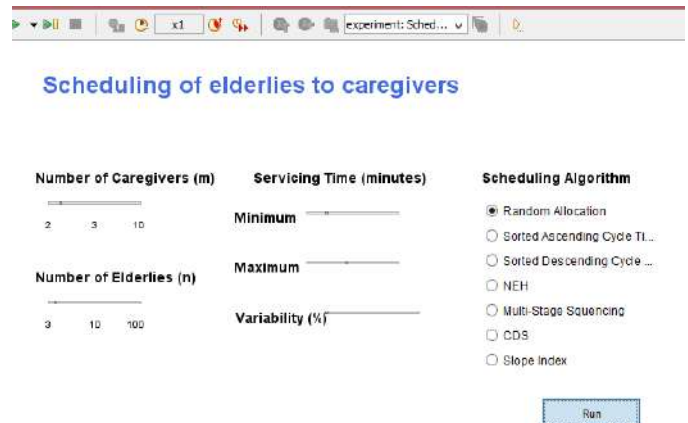 x1 experiment: Sched...
Scheduling of elderlies to caregivers
Number of Caregivers (m)
2 3 10
Number of Elderlies (n)
3 10 100
Servicing Time (minutes)
Minimum
Maximum
Variability (%)
Scheduling Algorithm
Random Allocation
Sorted Ascending Cycle Ti...
Sorted Descending Cycle ...
NEH
Multi-Stage Squencing
CDS
Slope Index
Run